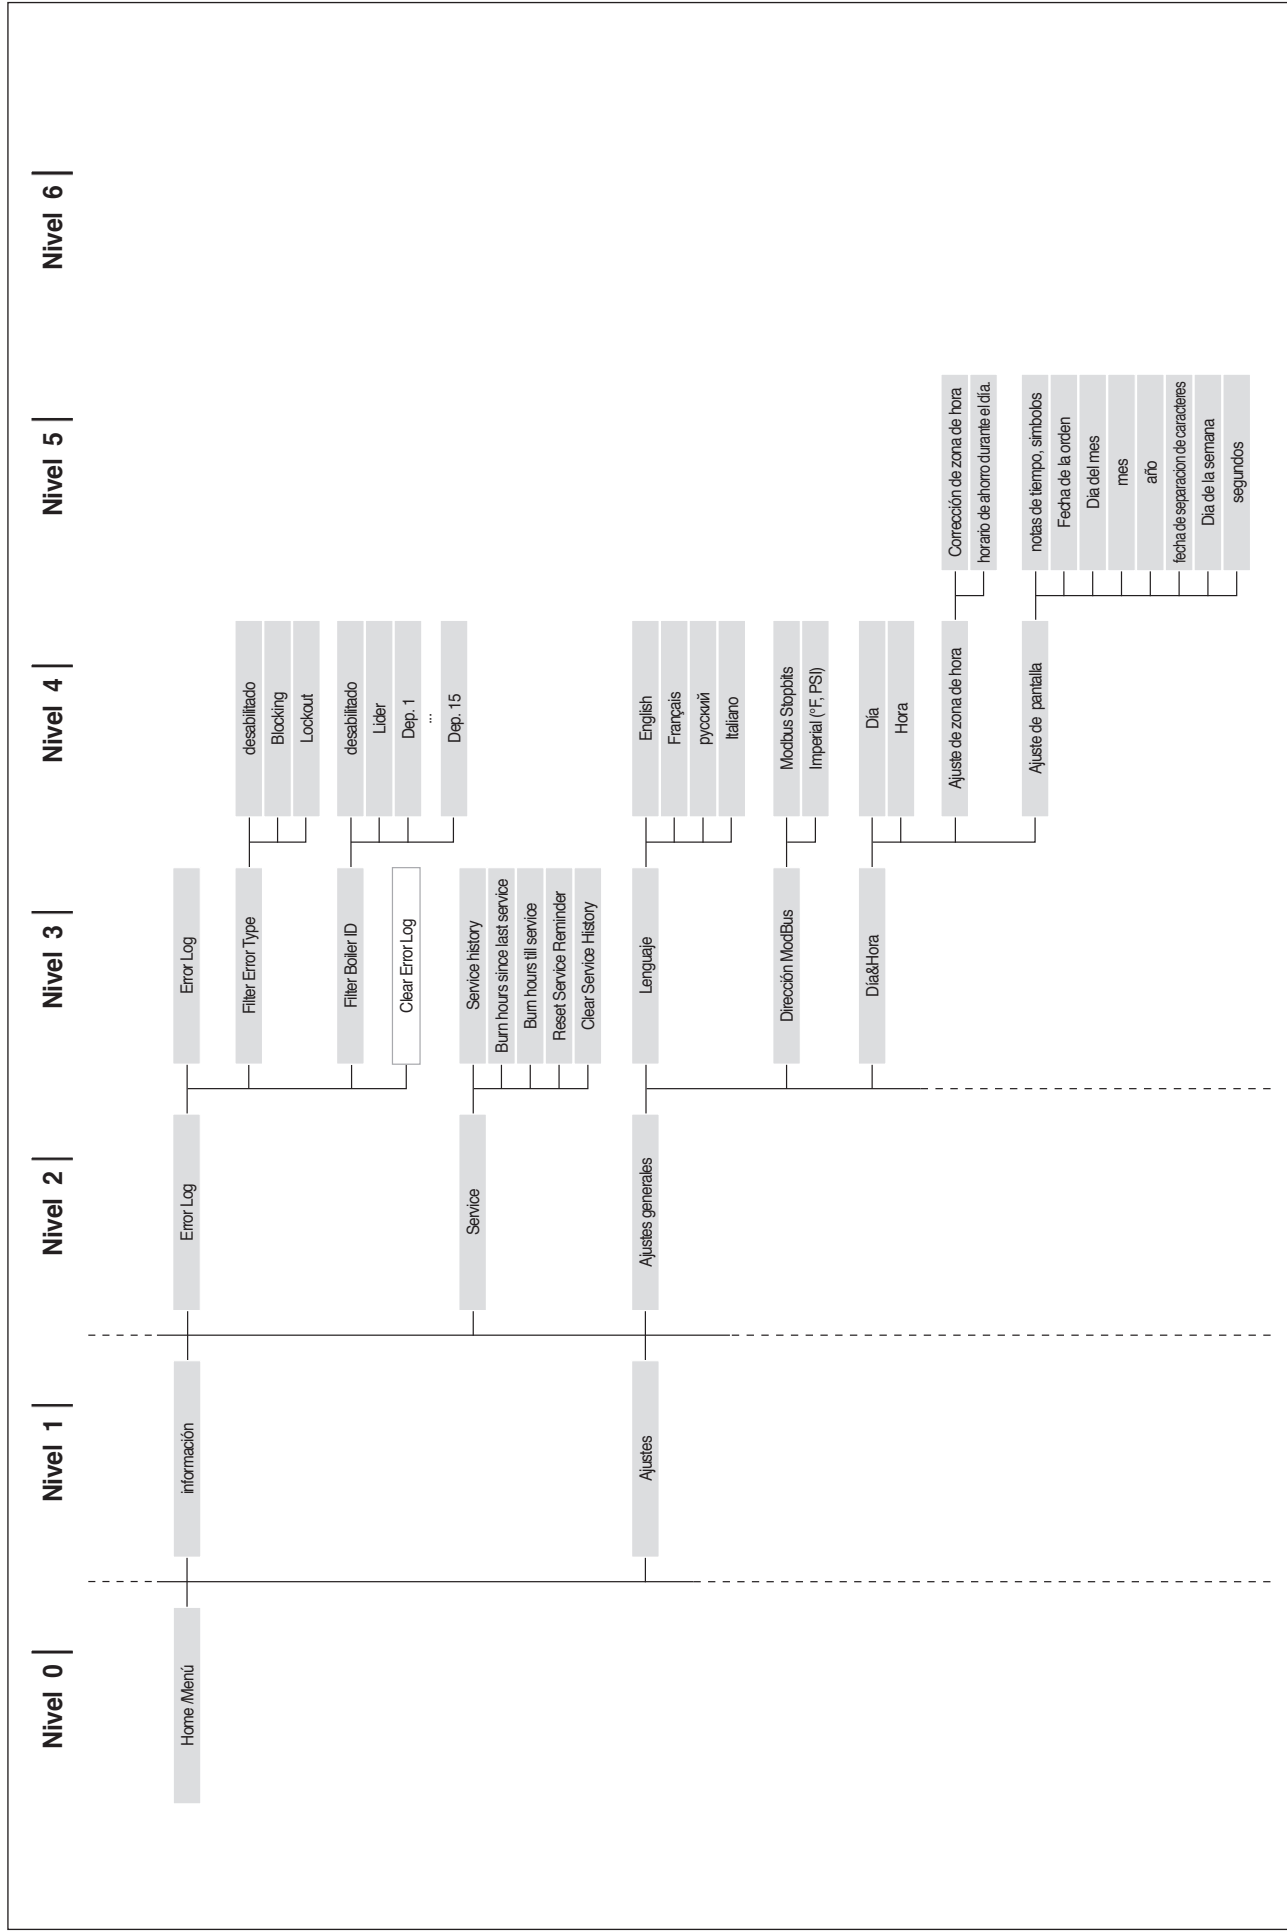 Nivel 0
Nivel 1
Nivel 2
Nivel 3
Nivel 4
Nivel 5
Nivel 6
Home /Menú
información
Error Log
Error Log
Filter Error Type
desabilitado
Blocking
Lockout
Filter Boiler ID
desabilitado
Lider
Dep. 1
...
Dep. 15
Clear Error Log
Service
Service history
Burn hours since last service
Burn hours till service
Reset Service Reminder
Clear Service History
Ajustes
Ajustes generales
Lenguaje
English
Français
русский
Italiano
Dirección ModBus
Modbus Stopbits
Imperial (°F, PSI)
Día&Hora
Día
Hora
Ajuste de zona de hora
Corrección de zona de hora
horario de ahorro durante el día.
Ajuste de pantalla
notas de tiempo, simbolos
Fecha de la orden
Dia del mes
mes
año
fecha de separacion de caracteres
Dia de la semana
segundos